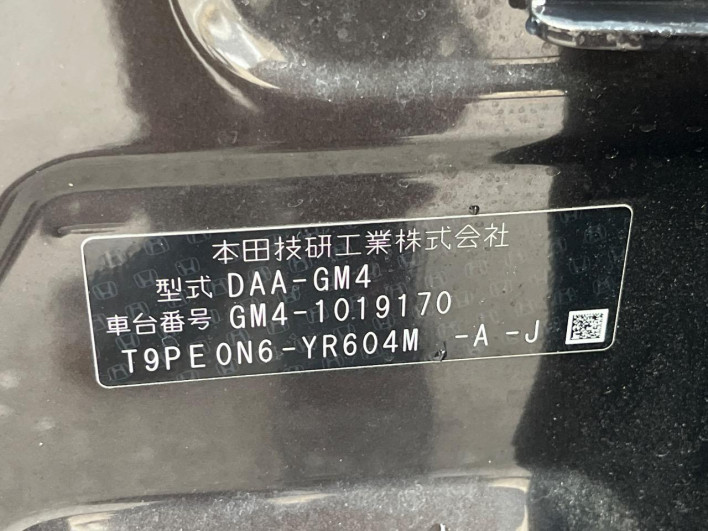 本田技研工業株式会社
型式 DAA-GM4
車台番号 GM4-1019170
T9PE0N6-YR604M -A -J